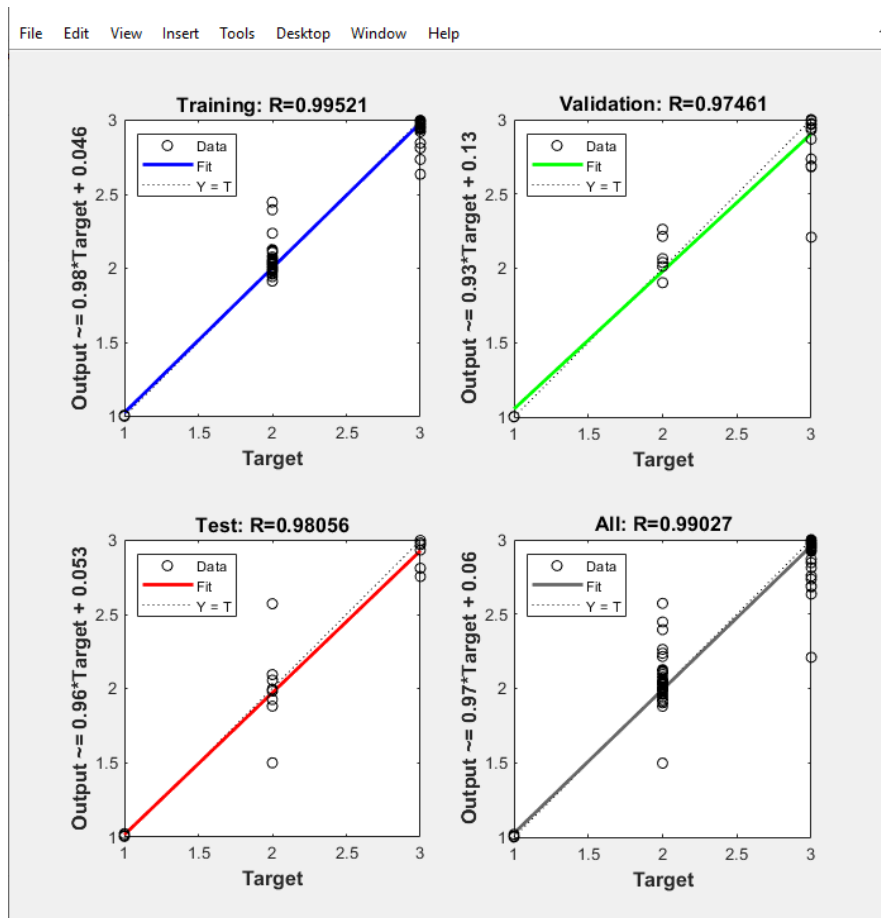 File Edit View Insert Tools Desktop Window Help
Training: R=0.99521
Output ~= 0.98*Target + 0.046
3
2.5
2
1.5
1
Data
Fit
Y = T
1 1.5 2 2.5 3
Target
Validation: R=0.97461
Output ~= 0.93*Target + 0.13
3
2.5
2
1.5
1
Data
Fit
Y = T
1 1.5 2 2.5 3
Target
Test: R=0.98056
Output ~= 0.96*Target + 0.053
3
2.5
2
1.5
1
Data
Fit
Y = T
1 1.5 2 2.5 3
Target
All: R=0.99027
Output ~= 0.97*Target + 0.06
3
2.5
2
1.5
1
Data
Fit
Y = T
1 1.5 2 2.5 3
Target